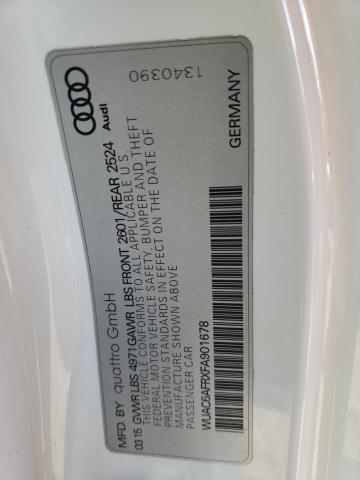 Audi
1340390
MFD. BY quattro GmbH
0315 GVWR LBS 4971 GAWR LBS FRONT 2601/REAR 2524
THIS VEHICLE CONFORMS TO ALL APPLICABLE U S
FEDERAL MOTOR VEHICLE SAFETY, BUMPER AND THEFT
PREVENTION STANDARDS IN EFFECT ON THE DATE OF
MANUFACTURE SHOWN ABOVE
PASSENGER CAR
WUAC6AFRXFA901678
GERMANY